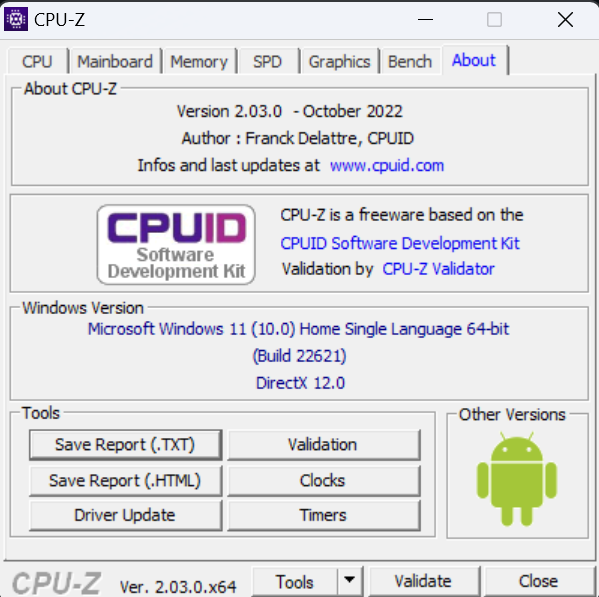 CPU-Z
CPU Mainboard Memory SPD Graphics Bench About
About CPU-Z
Version 2.03.0 - October 2022
Author : Franck Delattre, CPUID
Infos and last updates at www.cpuid.com
CPUID
Software
Development Kit
CPU-Z is a freeware based on the
CPUID Software Development Kit
Validation by CPU-Z Validator
Windows Version
Microsoft Windows 11 (10.0) Home Single Language 64-bit
(Build 22621)
DirectX 12.0
Tools
Save Report (.TXT) Validation
Save Report (.HTML) Clocks
Driver Update Timers
Other Versions
CPU-Z Ver. 2.03.0.x64 Tools Validate Close